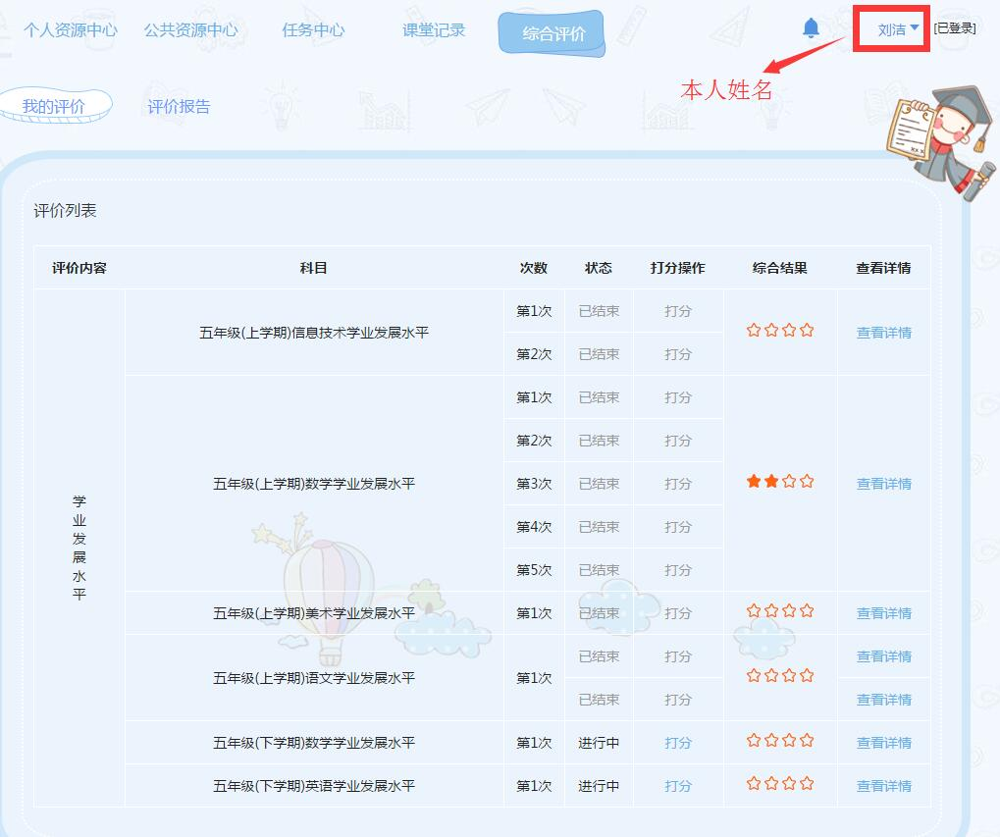 个人资源中心 公共资源中心 任务中心 课堂记录 综合评价 刘洁 [已登录]
本人姓名
我的评价 评价报告
评价列表
评价内容 科目 次数 状态 打分操作 综合结果 查看详情
学业发展水平
五年级(上学期)信息技术学业发展水平 查看详情
第1次 已结束 打分
第2次 已结束 打分
五年级(上学期)数学学业发展水平 查看详情
第1次 已结束 打分
第2次 已结束 打分
第3次 已结束 打分
第4次 已结束 打分
第5次 已结束 打分
五年级(上学期)美术学业发展水平 第1次 已结束 打分 查看详情
五年级(上学期)语文学业发展水平 第1次
已结束 打分 查看详情
已结束 打分 查看详情
五年级(下学期)数学学业发展水平 第1次 进行中 打分 查看详情
五年级(下学期)英语学业发展水平 第1次 进行中 打分 查看详情